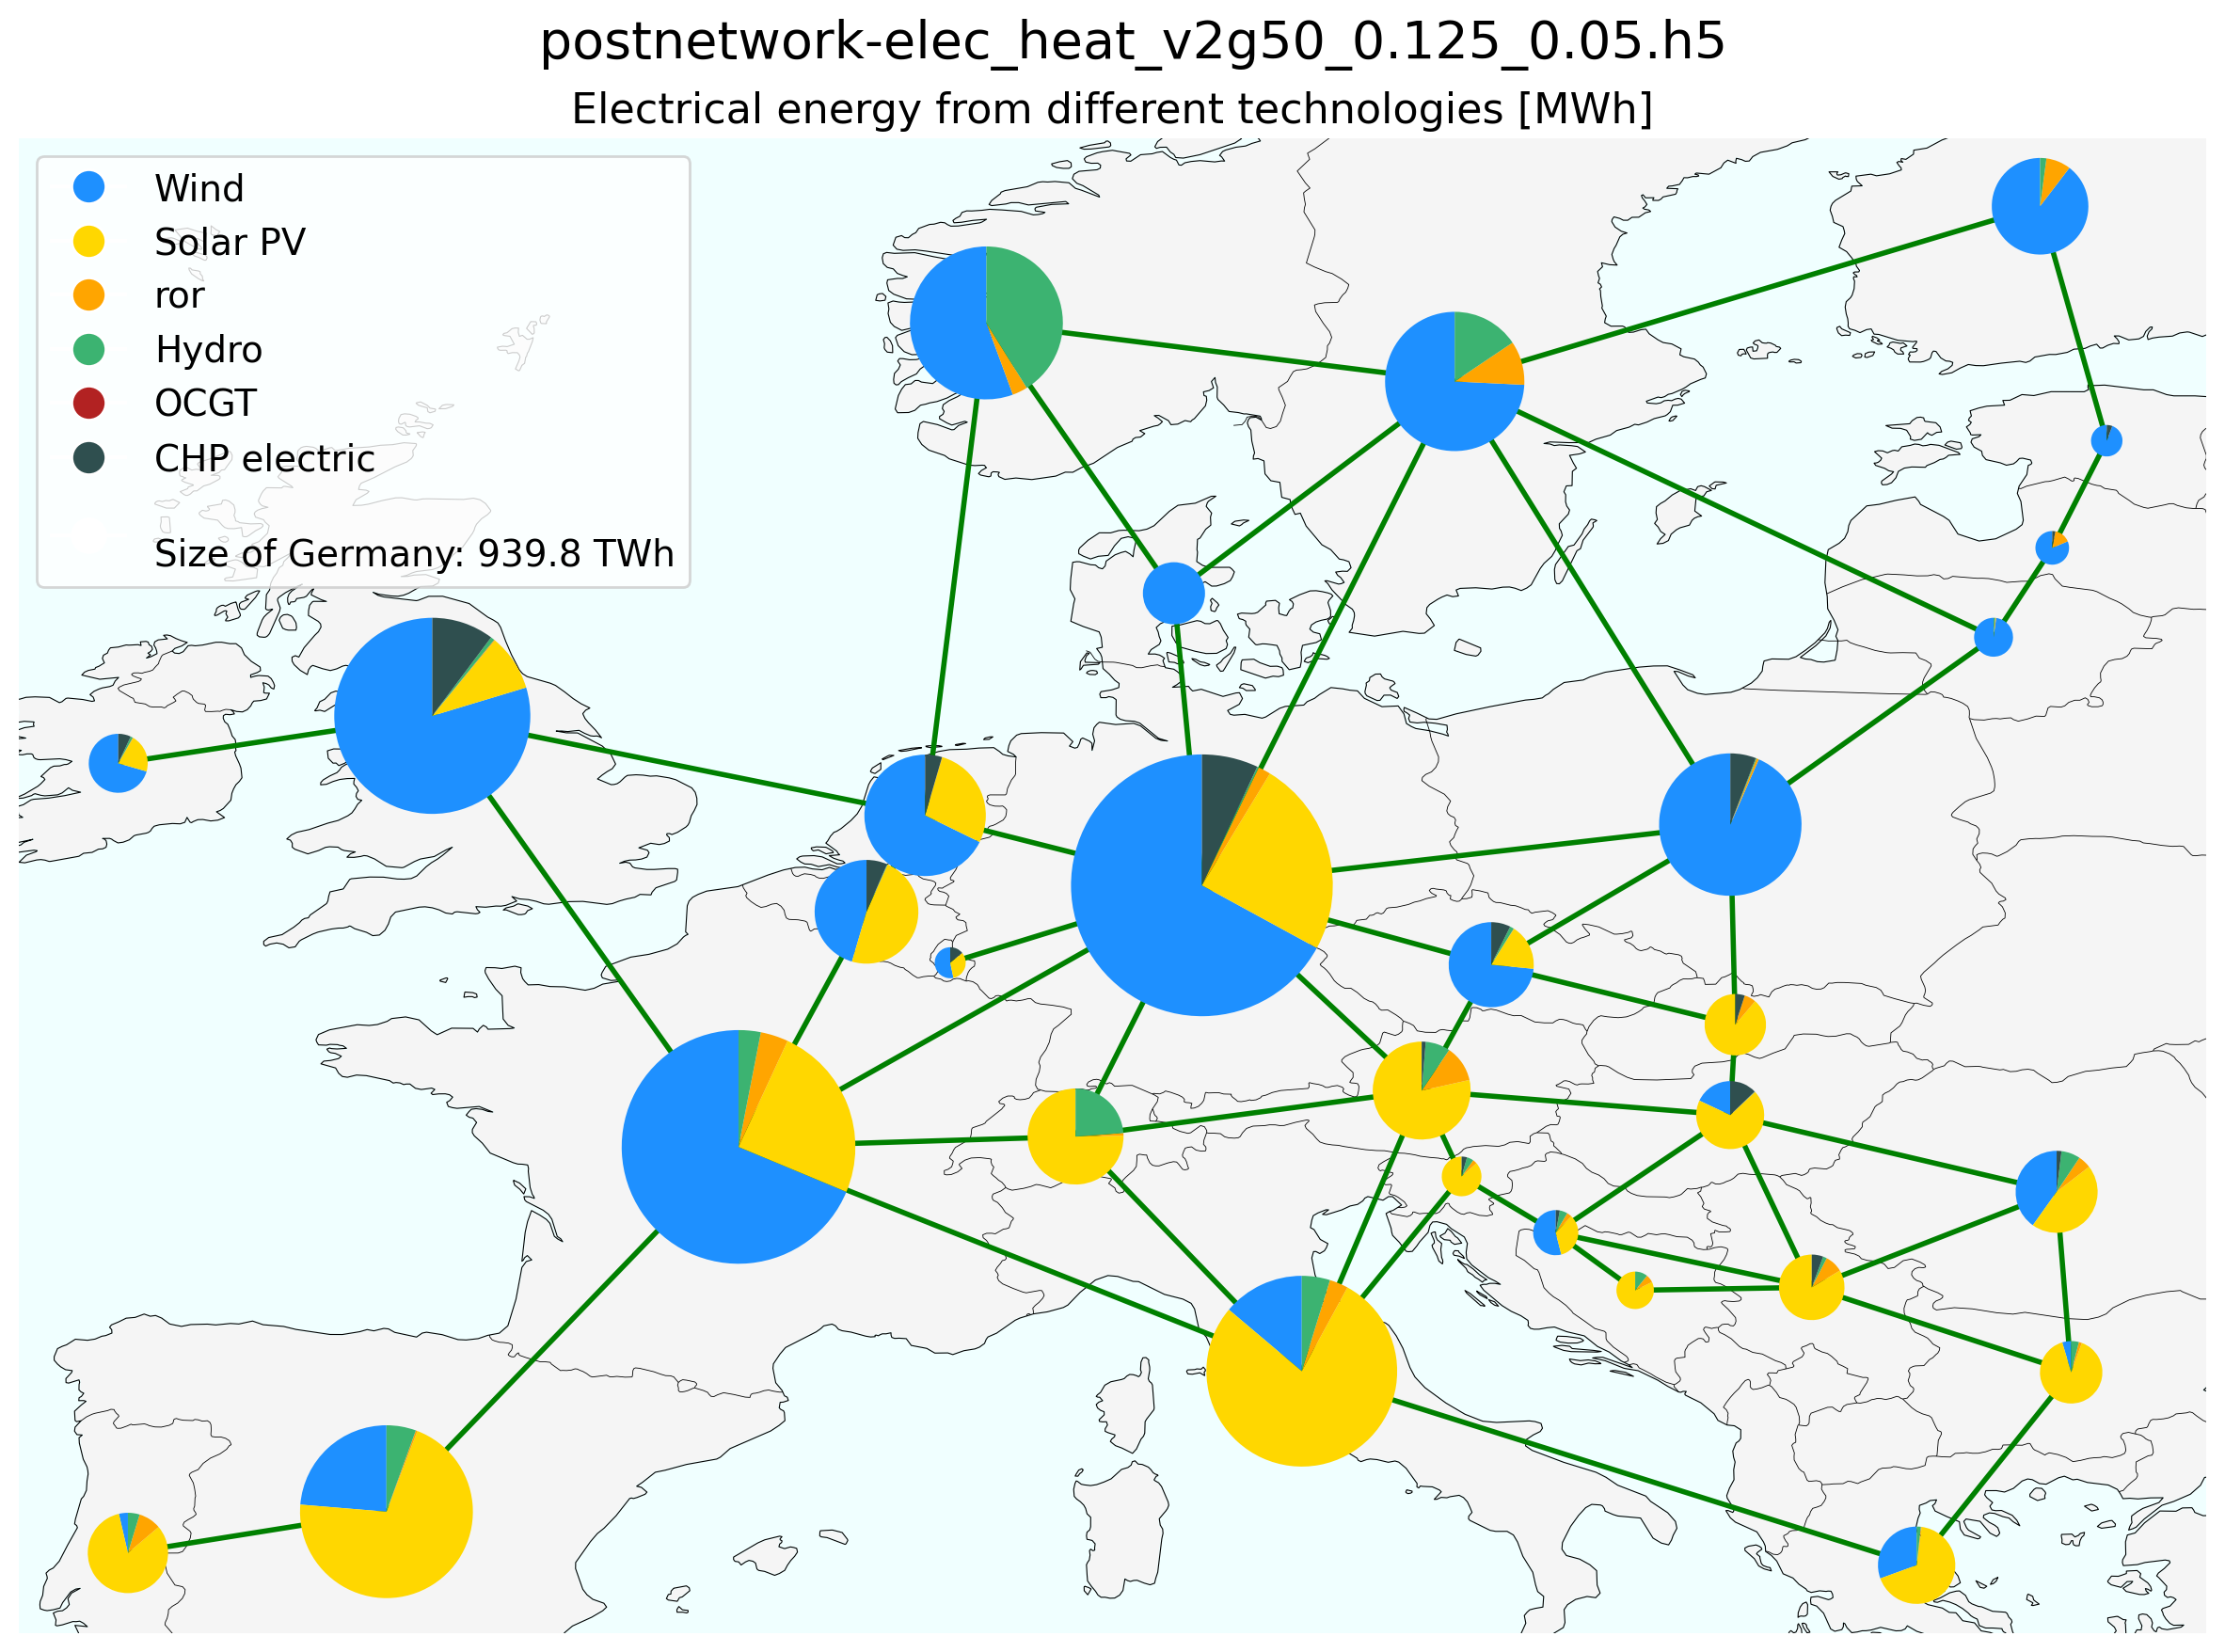 postnetwork-elec_heat_v2g50_0.125_0.05.h5
Electrical energy from different technologies [MWh]
Wind
Solar PV
ror
Hydro
OCGT
CHP electric
Size of Germany: 939.8 TWh